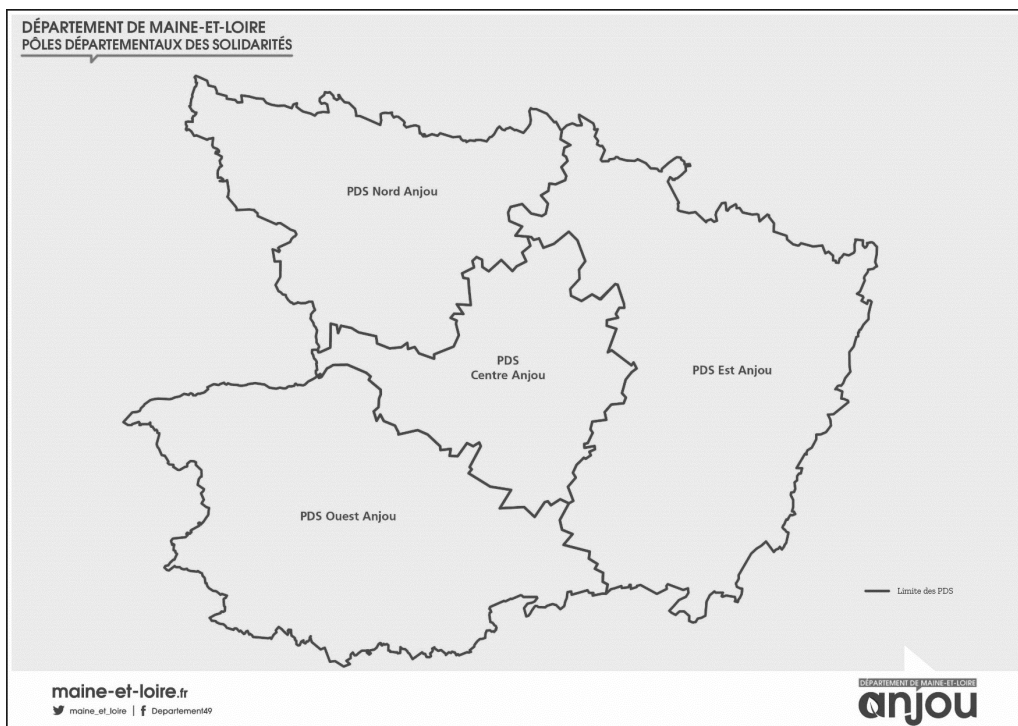 DÉPARTEMENT DE MAINE-ET-LOIRE
PÔLES DÉPARTEMENTAUX DES SOLIDARITÉS
PDS Nord Anjou
PDS
Centre Anjou
PDS Est Anjou
PDS Ouest Anjou
Limite des PDS
maine-et-loire.fr
maine_et_loire | f Departement49
DÉPARTEMENT DE MAINE-ET-LOIRE
anjou